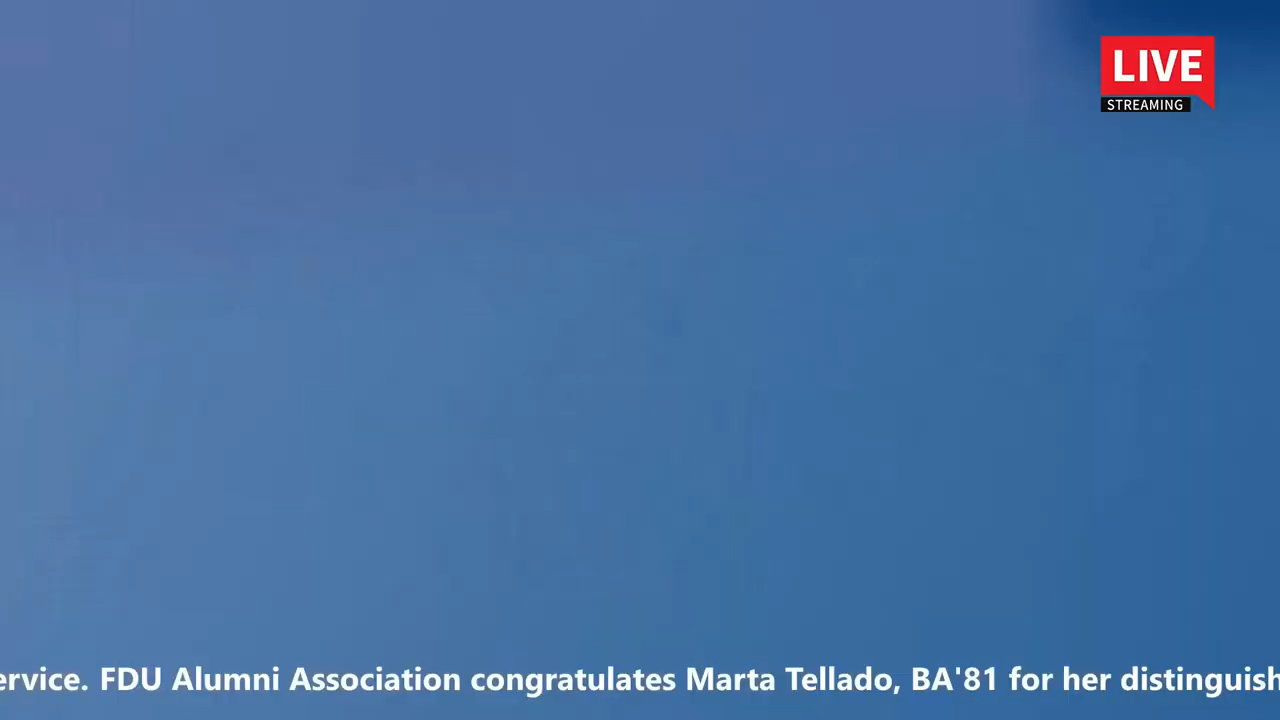 LIVE
STREAMING
ervice. FDU Alumni Association congratulates Marta Tellado, BA'81 for her distinguish